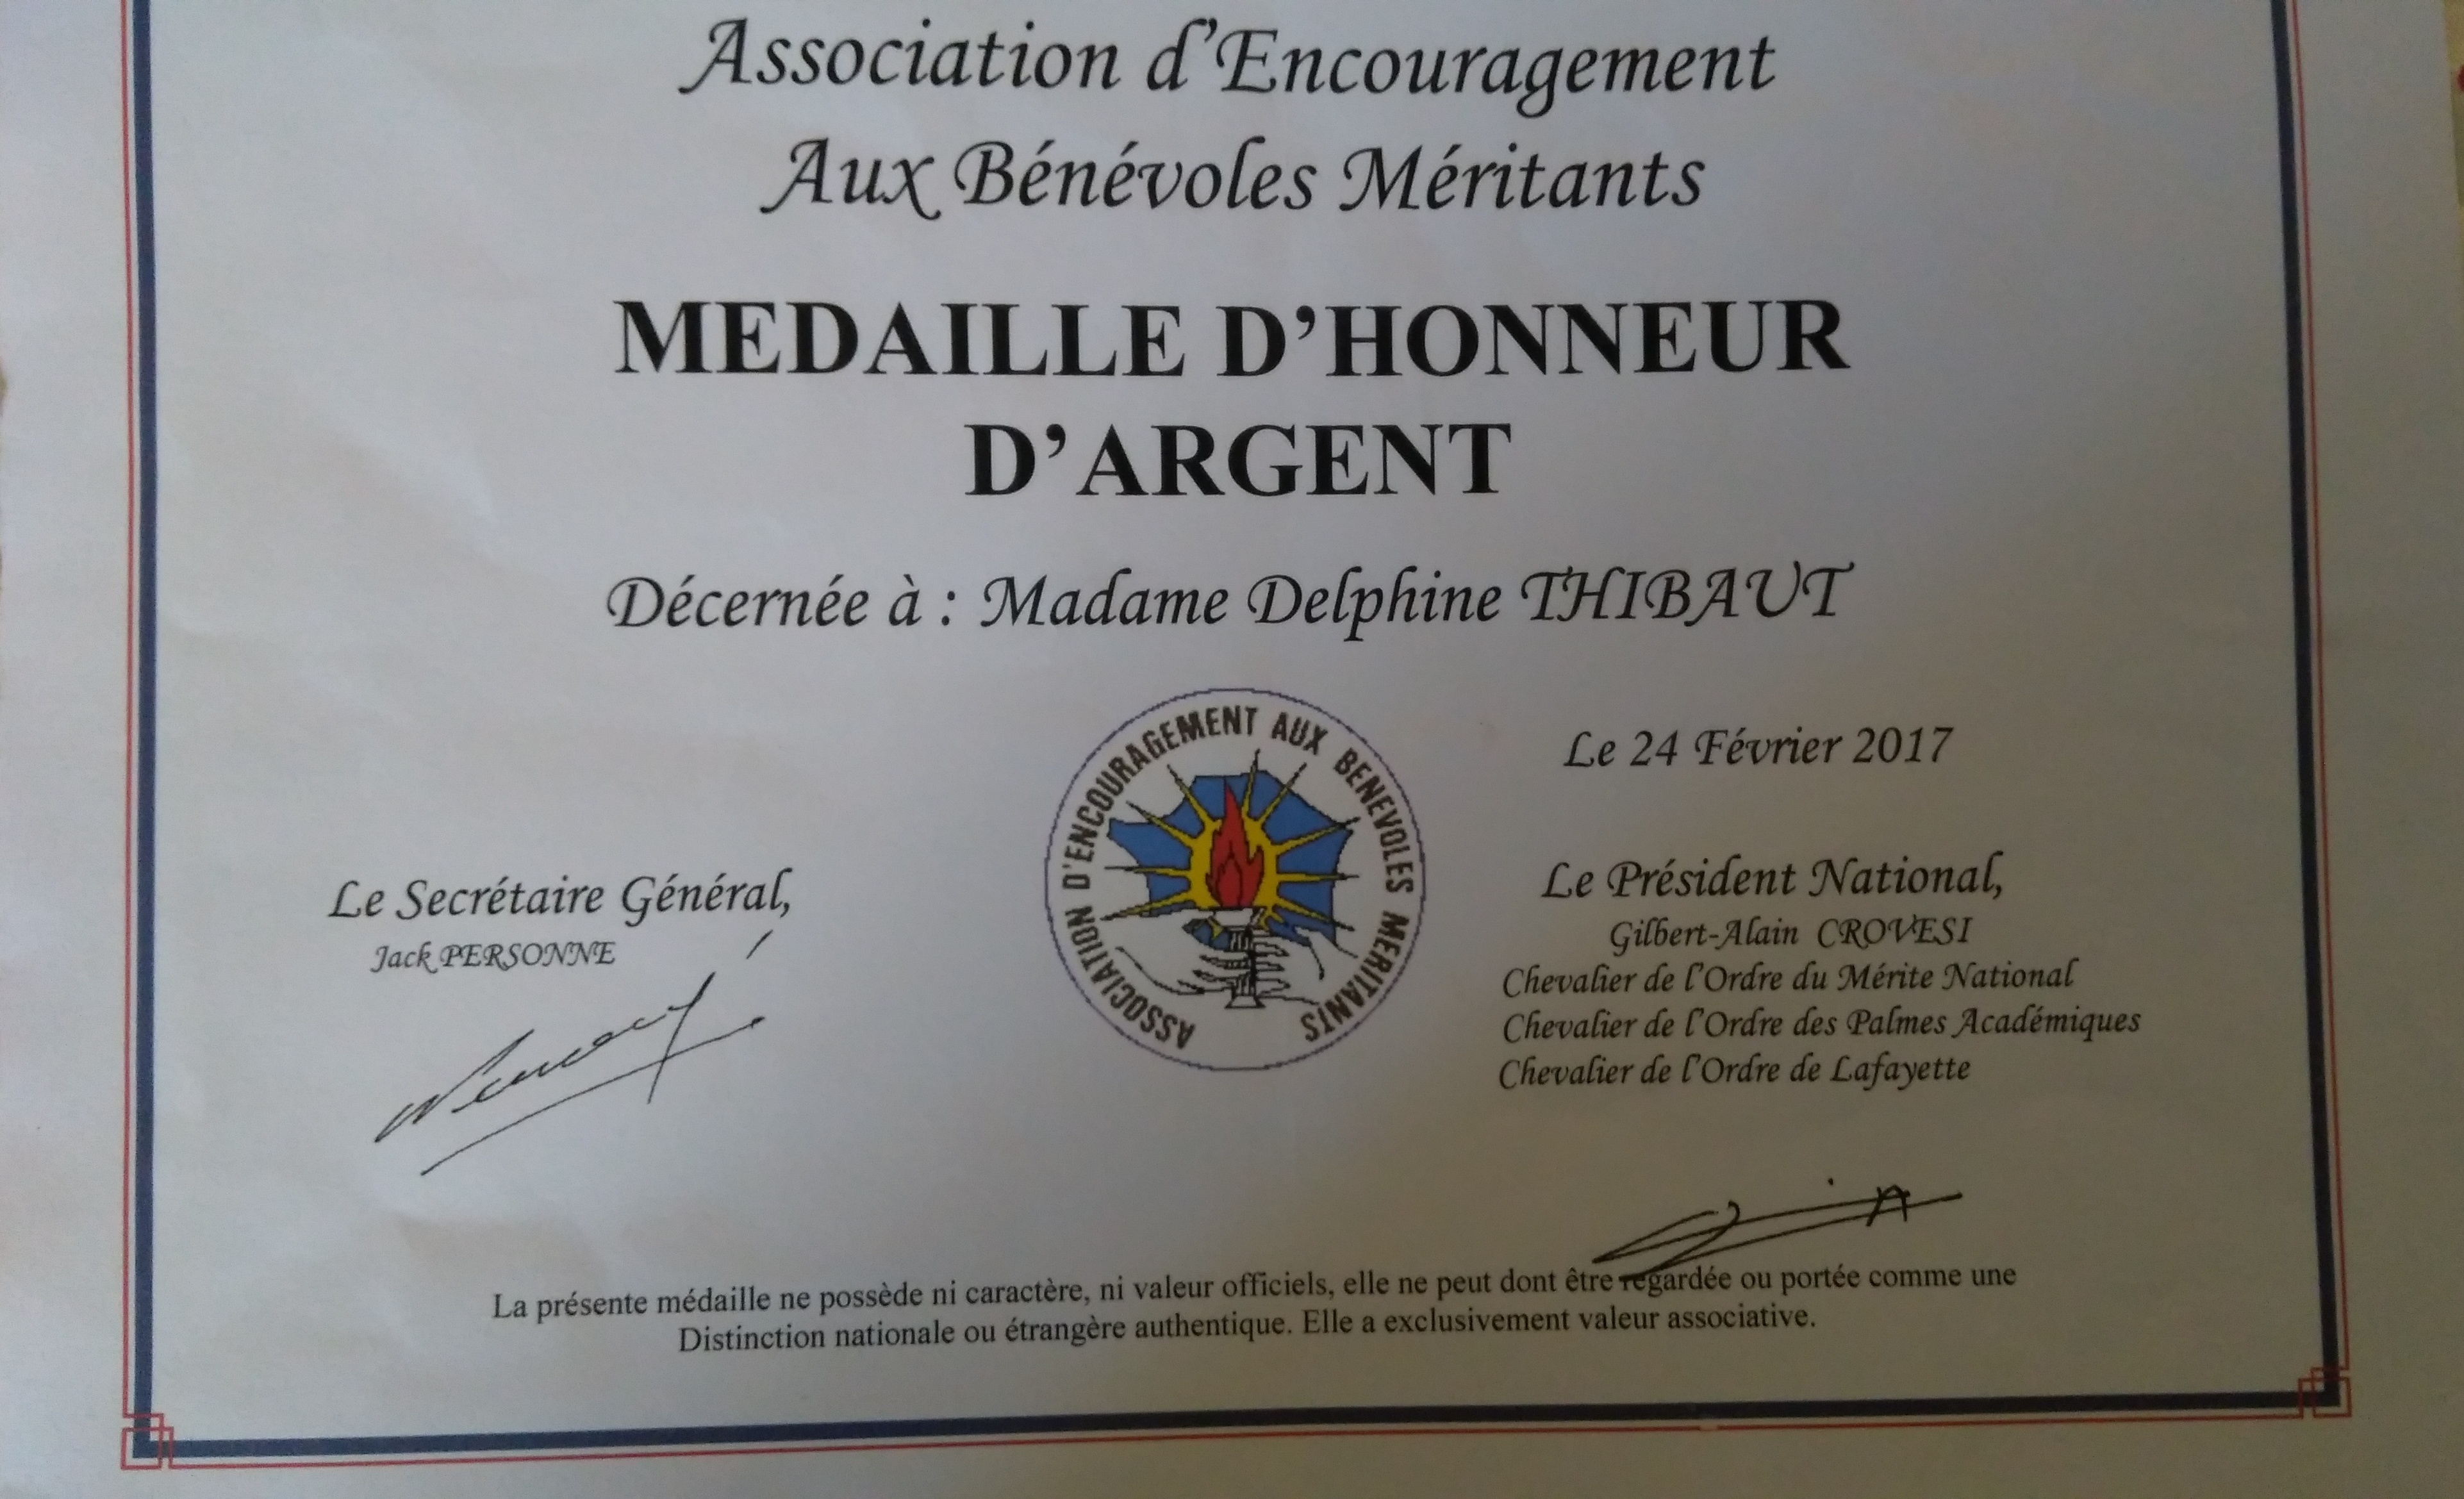 Association d'Encouragement
Aux Bénévoles Méritants
MEDAILLE D'HONNEUR
D'ARGENT
Décernée à : Madame Delphine THIBAUT
ASSOCIATION D'ENCOURAGEMENT AUX BENEVOLES MERITANTS
Le 24 Février 2017
Le Secrétaire Général,
Jack PERSONNE
Le Président National,
Gilbert-Alain CROVESI
Chevalier de l'Ordre du Mérite National
Chevalier de l'Ordre des Palmes Académiques
Chevalier de l'Ordre de Lafayette
La présente médaille ne possède ni caractère, ni valeur officiels, elle ne peut dont être regardée ou portée comme une
Distinction nationale ou étrangère authentique. Elle a exclusivement valeur associative.